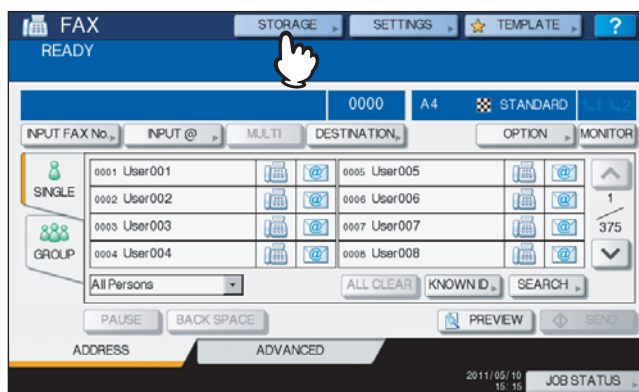 FAX STORAGE SETTINGS TEMPLATE ?
READY
0000 A4 STANDARD 1 2
INPUT FAX No. INPUT @ MULTI DESTINATION OPTION MONITOR
SINGLE
GROUP
0001 User001 @ 0005 User005 @
0002 User002 @ 0006 User006 @
0003 User003 @ 0007 User007 @
0004 User004 @ 0008 User008 @
1
375
All Persons ALL CLEAR KNOWN ID SEARCH
PAUSE BACK SPACE PREVIEW SEND
ADDRESS ADVANCED
2011/05/10
15:15 JOB STATUS